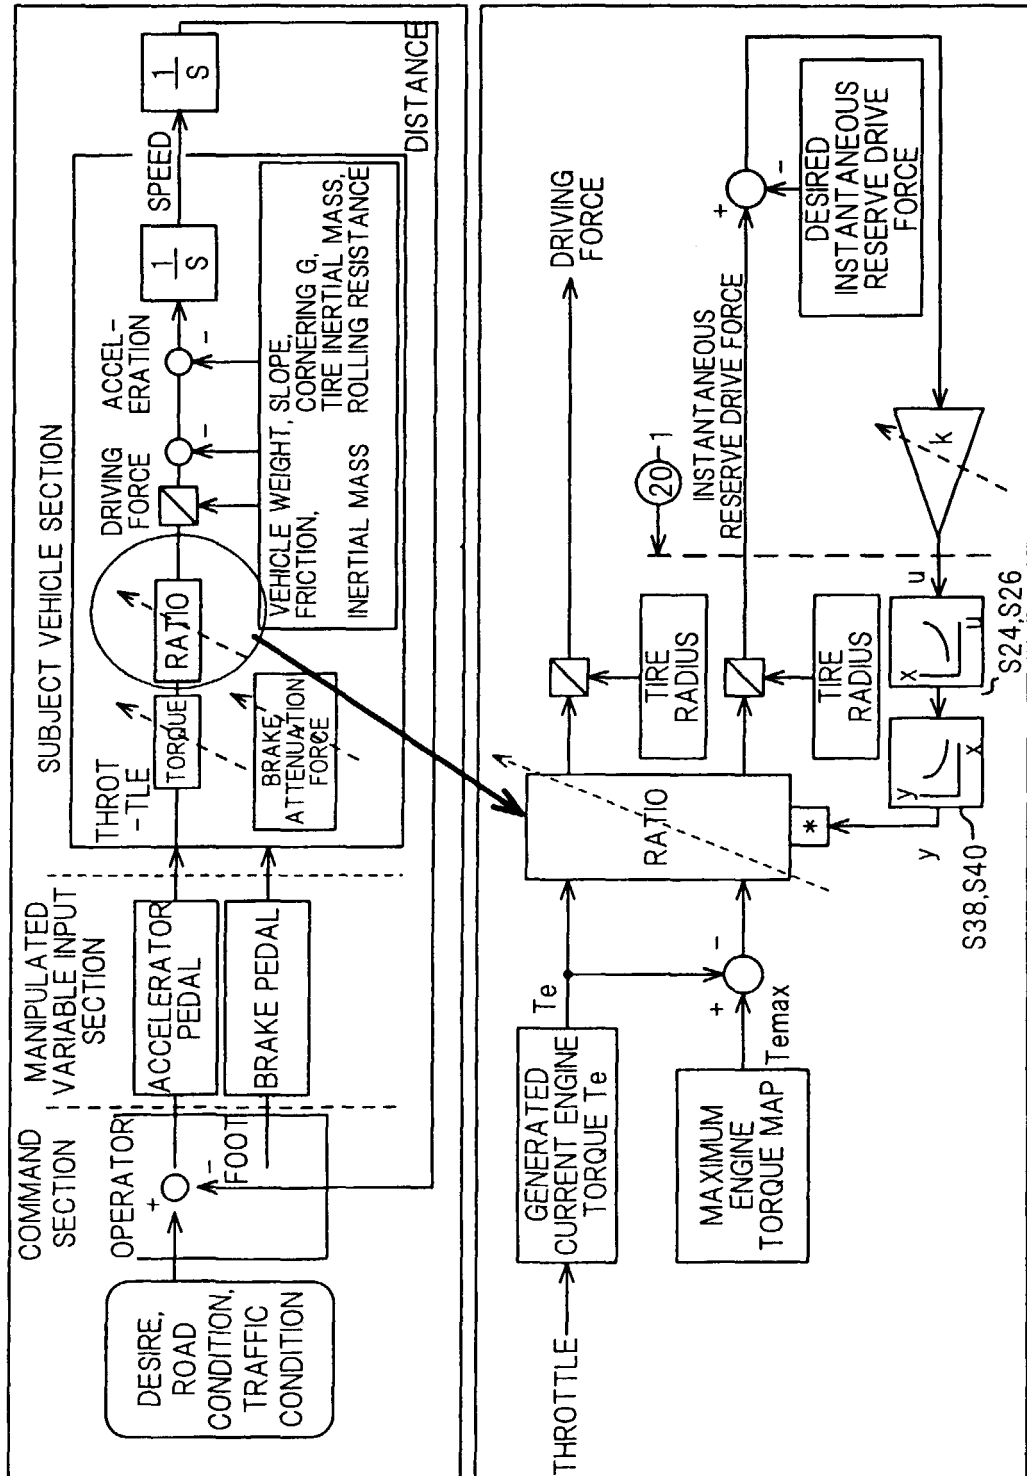 COMMAND
SECTION
MANIPULATED
VARIABLE INPUT
SECTION
SUBJECT VEHICLE SECTION
OPERATOR
DESIRE,
ROAD
CONDITION,
TRAFFIC
CONDITION
+
-
FOOT
ACCELERATOR
PEDAL
BRAKE PEDAL
THROT
-TLE
TORQUE
RATIO
BRAKE
ATTENUATION
FORCE
DRIVING
FORCE
ACCEL-
ERATION
-
-
1
S
SPEED
1
S
DISTANCE
VEHICLE WEIGHT, SLOPE,
FRICTION, CORNERING G,
TIRE INERTIAL MASS,
INERTIAL MASS ROLLING RESISTANCE
THROTTLE
GENERATED
CURRENT ENGINE
TORQUE Te
Te
MAXIMUM
ENGINE
TORQUE MAP
Temax
+
-
RATIO
*
TIRE
RADIUS
TIRE
RADIUS
DRIVING
FORCE
20
1
INSTANTANEOUS
RESERVE DRIVE FORCE
+
-
DESIRED
INSTANTANEOUS
RESERVE DRIVE
FORCE
k
u
x
u
S24,S26
y
x
S38,S40
y